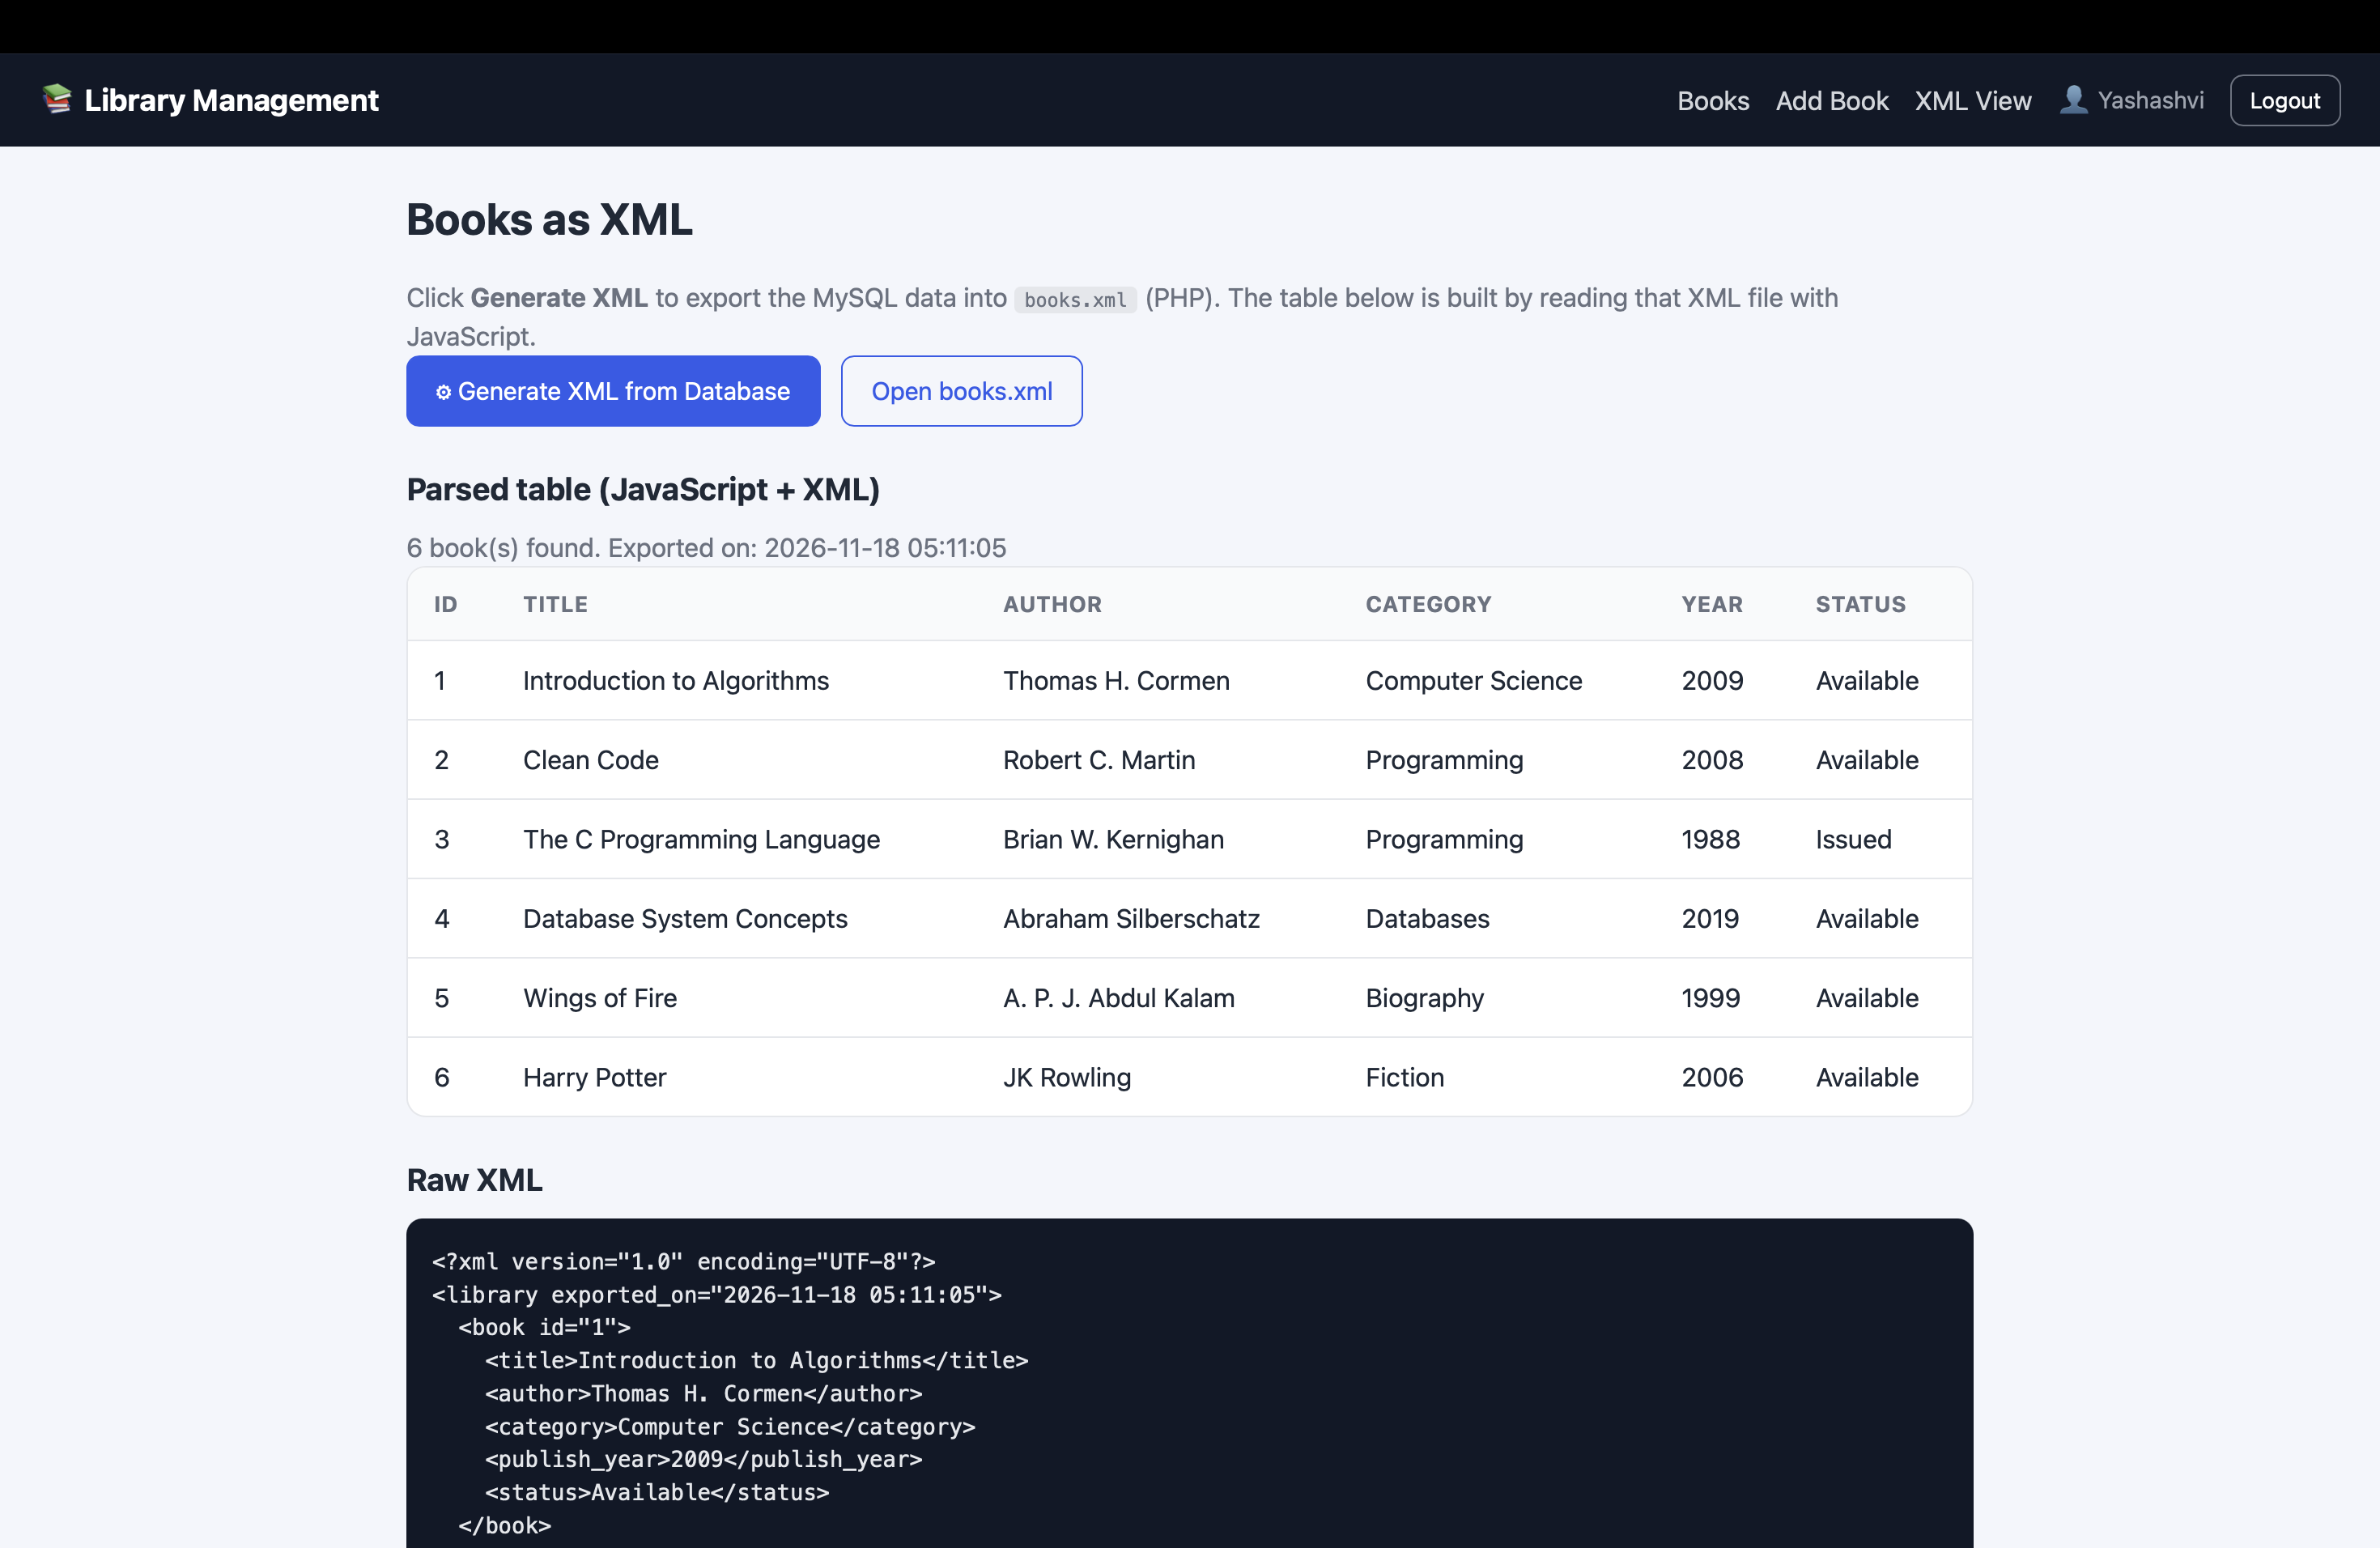 📚 Library Management
Books Add Book XML View 👤 Yashashvi Logout
Books as XML
Click Generate XML to export the MySQL data into books.xml (PHP). The table below is built by reading that XML file with
JavaScript.
⚙ Generate XML from Database Open books.xml
Parsed table (JavaScript + XML)
6 book(s) found. Exported on: 2026-11-18 05:11:05
ID TITLE AUTHOR CATEGORY YEAR STATUS
1 Introduction to Algorithms Thomas H. Cormen Computer Science 2009 Available
2 Clean Code Robert C. Martin Programming 2008 Available
3 The C Programming Language Brian W. Kernighan Programming 1988 Issued
4 Database System Concepts Abraham Silberschatz Databases 2019 Available
5 Wings of Fire A. P. J. Abdul Kalam Biography 1999 Available
6 Harry Potter JK Rowling Fiction 2006 Available
Raw XML
<?xml version="1.0" encoding="UTF-8"?>
<library exported_on="2026-11-18 05:11:05">
  <book id="1">
    <title>Introduction to Algorithms</title>
    <author>Thomas H. Cormen</author>
    <category>Computer Science</category>
    <publish_year>2009</publish_year>
    <status>Available</status>
  </book>